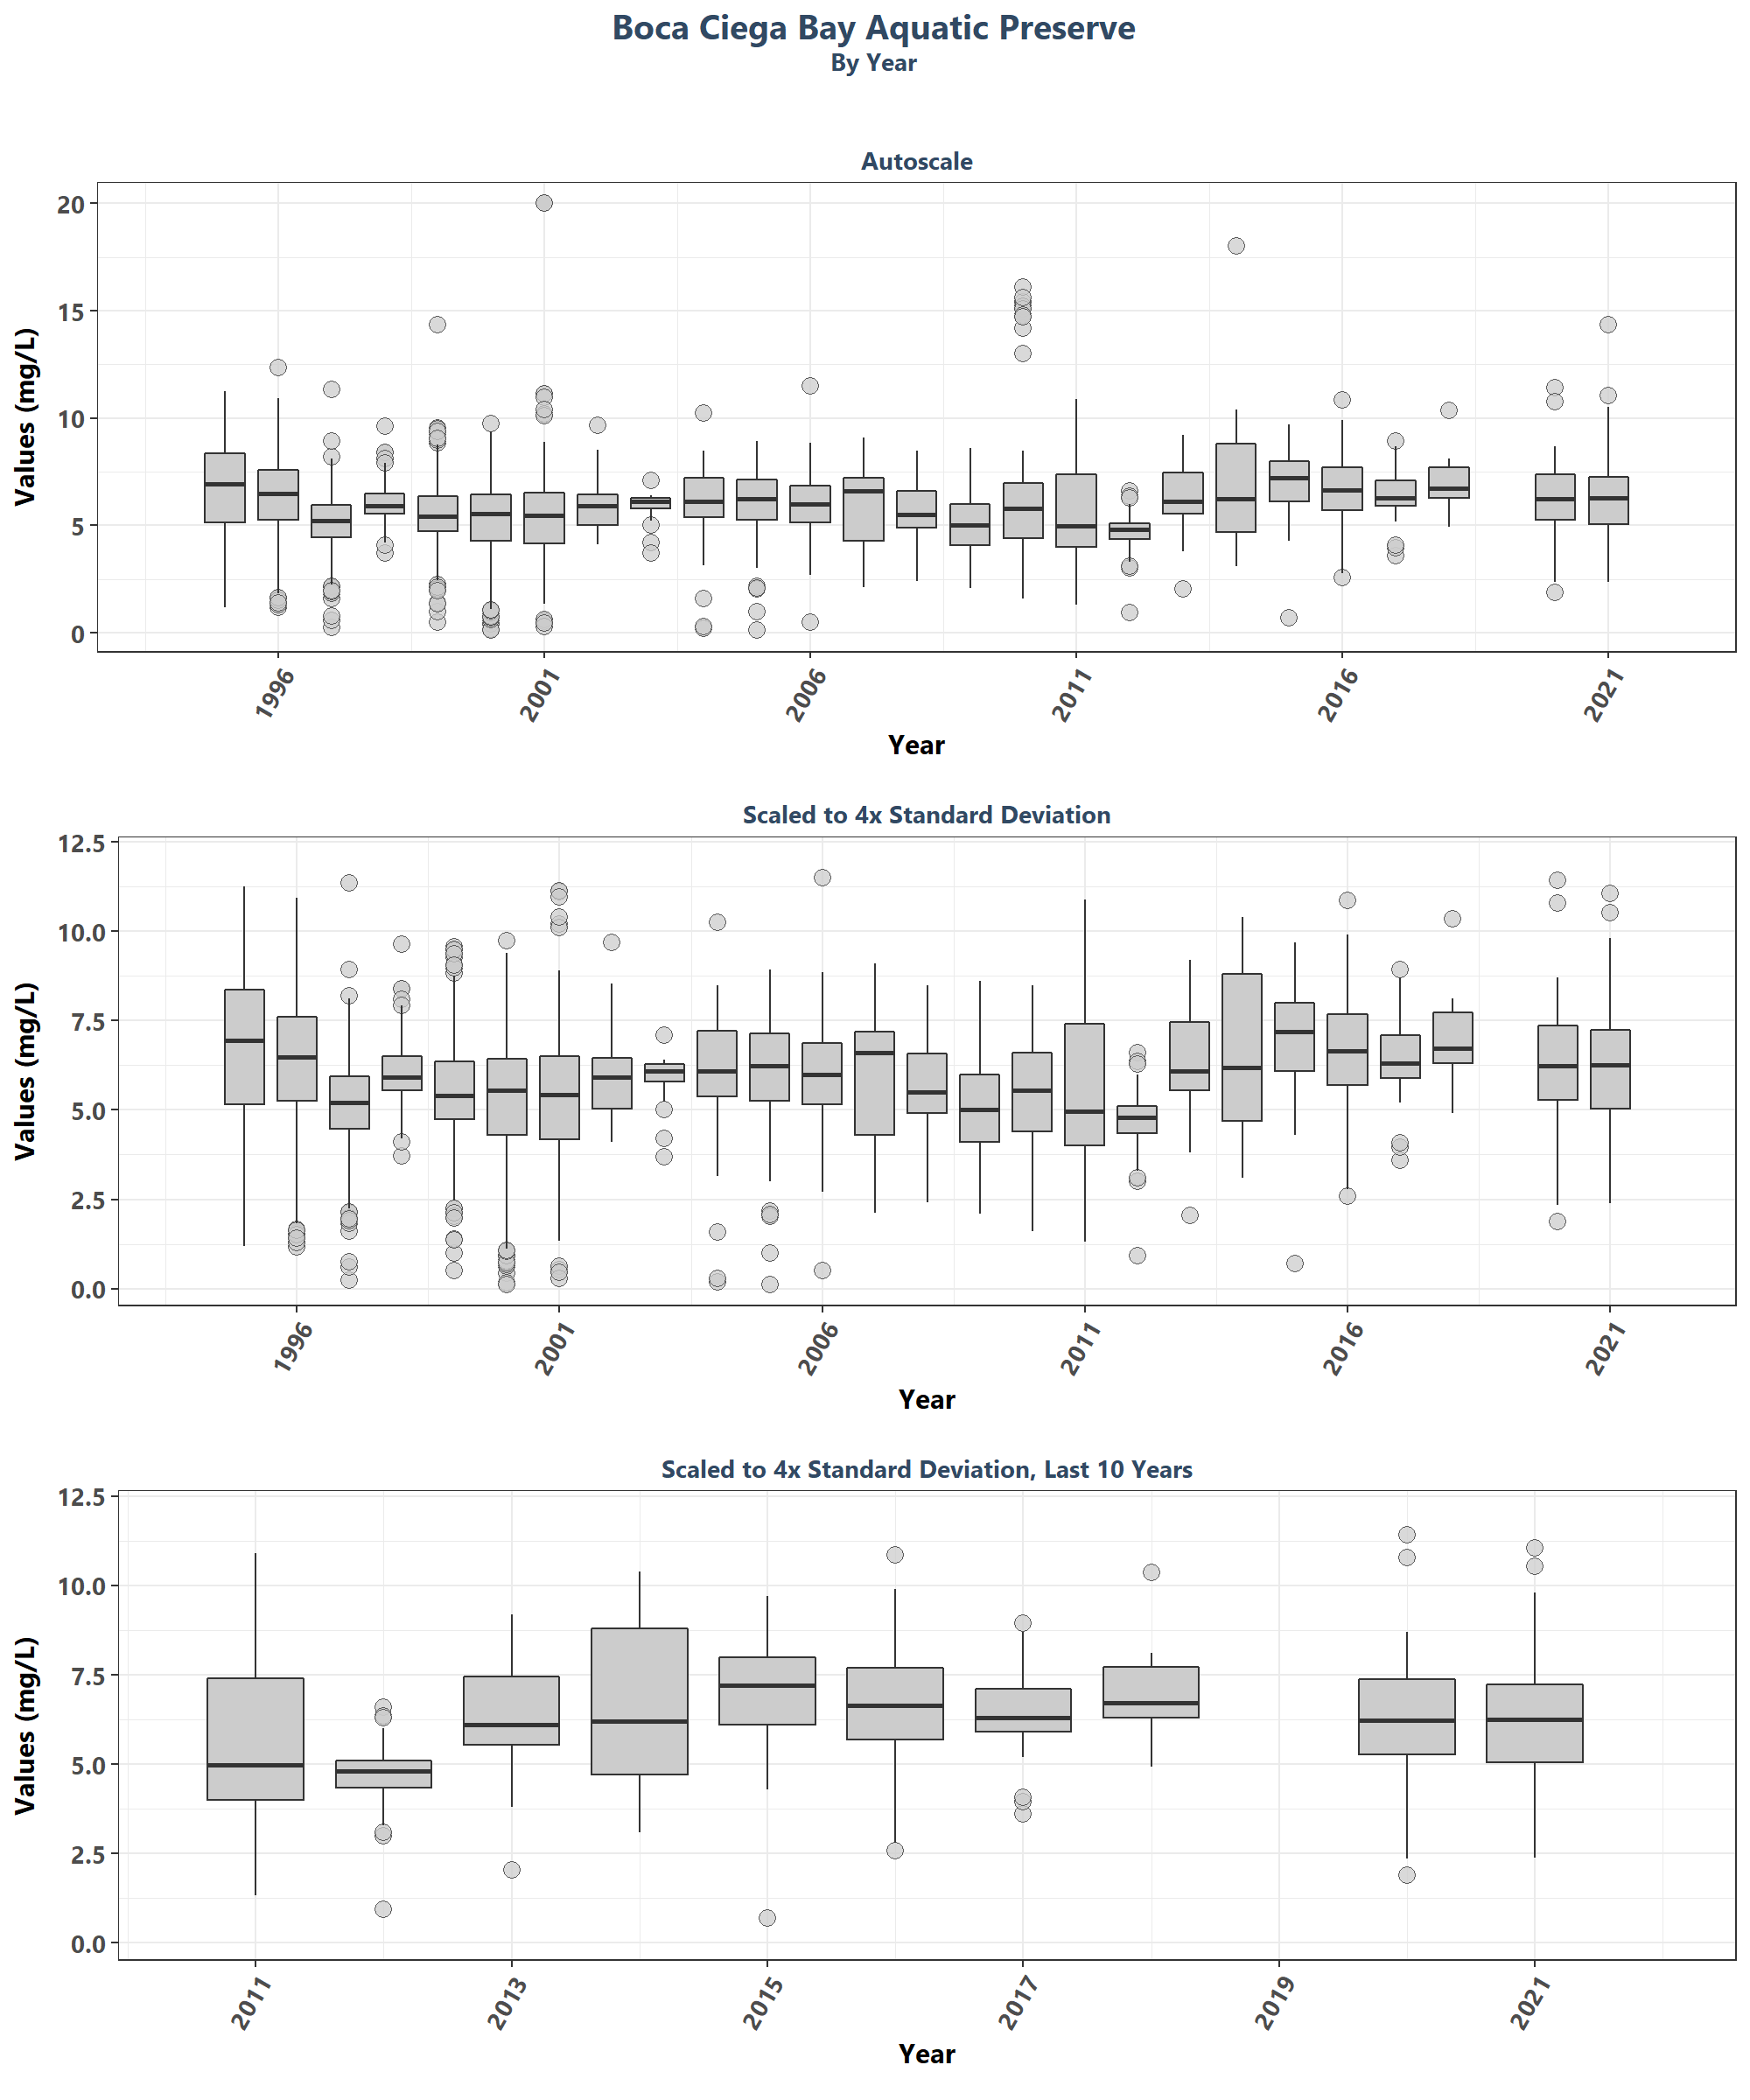 Boca Ciega Bay Aquatic Preserve
By Year
Autoscale
Values (mg/L)
20
15
10
5
0
1996 2001 2006 2011 2016 2021
Year
Scaled to 4x Standard Deviation
Values (mg/L)
12.5
10.0
7.5
5.0
2.5
0.0
1996 2001 2006 2011 2016 2021
Year
Scaled to 4x Standard Deviation, Last 10 Years
Values (mg/L)
12.5
10.0
7.5
5.0
2.5
0.0
2011 2013 2015 2017 2019 2021
Year